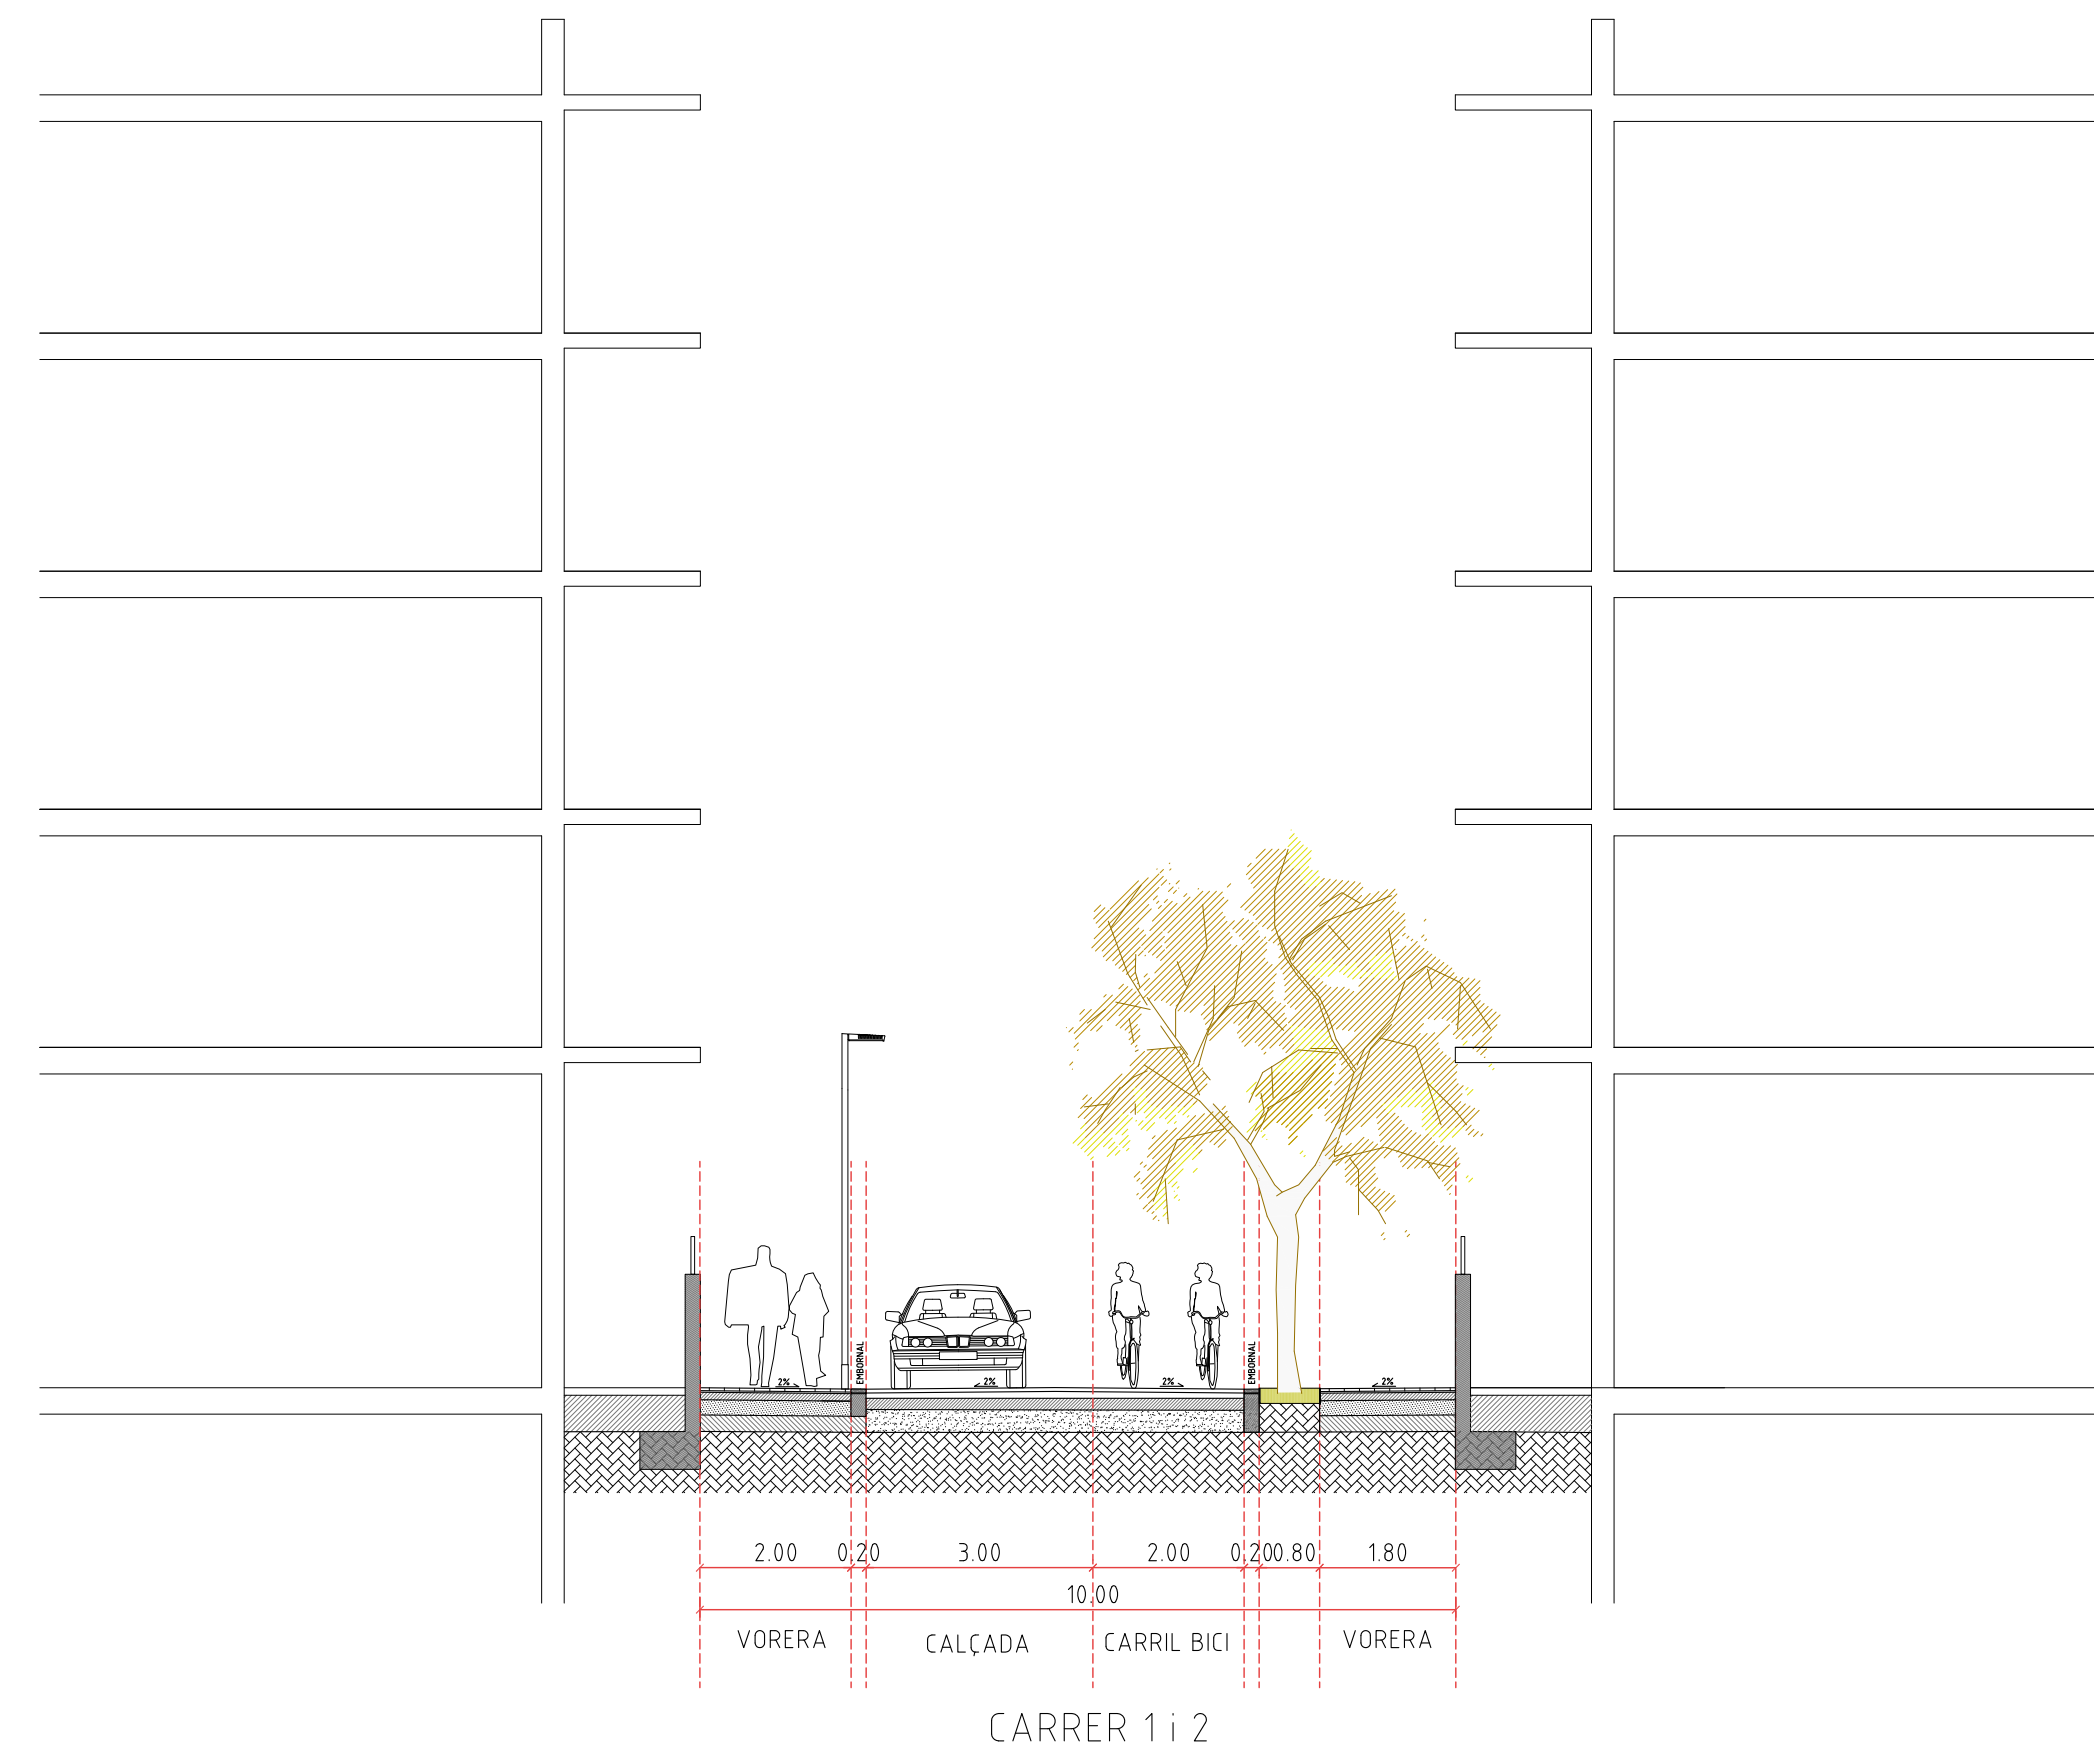 EMBORNAL EMBORNAL
2% 2% 2% 2%
2.00 0.20 3.00 2.00 0.20 0.80 1.80
10.00
VORERA CALÇADA CARRIL BICI VORERA
CARRER 1 i 2